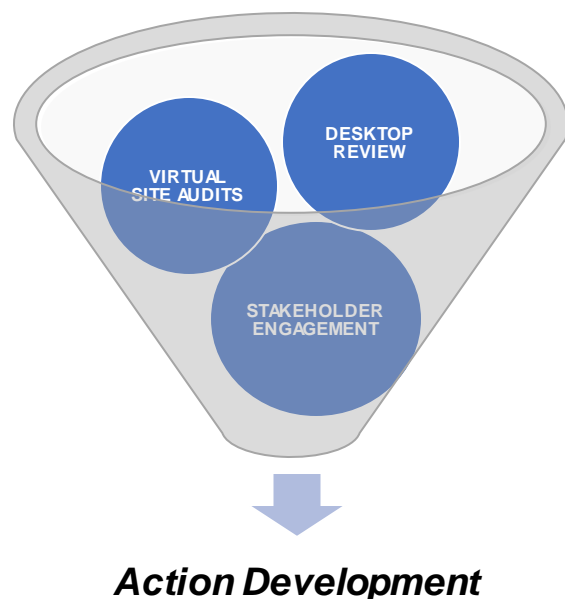 DESKTOP
REVIEW
VIRTUAL
SITE AUDITS
STAKEHOLDER
ENGAGEMENT
Action Development